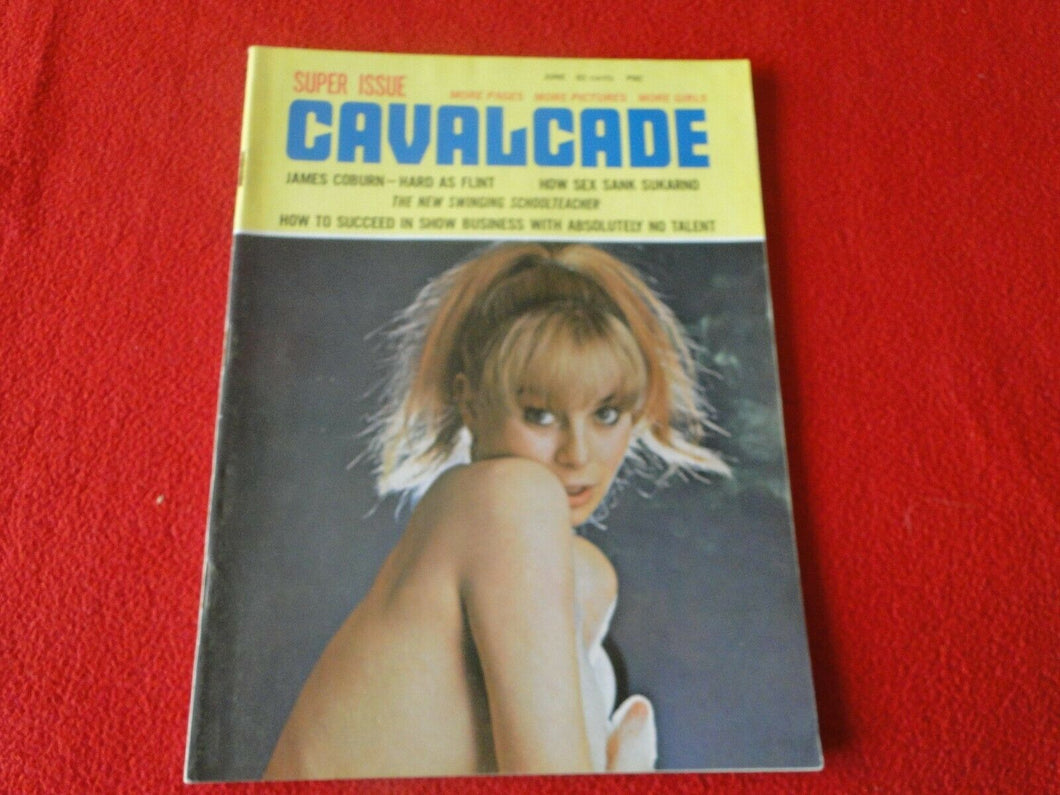 JUNE
SUPER ISSUE
MORE PAGES MORE PICTURES MORE GIRLS
CAVALCADE
JAMES COBURN—HARD AS FLINT HOW SEX SANK SUKARNO
THE NEW SWINGING SCHOOLTEACHER
HOW TO SUCCEED IN SHOW BUSINESS WITH ABSOLUTELY NO TALENT